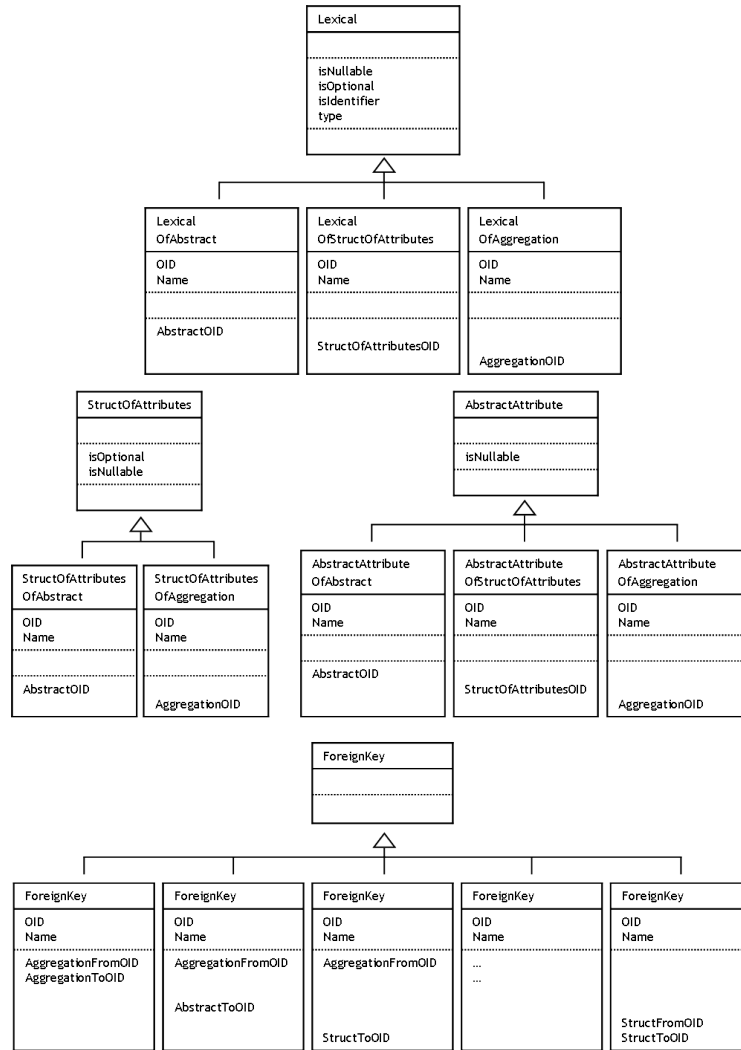 Lexical
isNullable
isOptional
isIdentifier
type
Lexical
OfAbstract
OID
Name
AbstractOID
Lexical
OfStructOfAttributes
OID
Name
StructOfAttributesOID
Lexical
OfAggregation
OID
Name
AggregationOID
StructOfAttributes
isOptional
isNullable
AbstractAttribute
isNullable
StructOfAttributes
OfAbstract
OID
Name
AbstractOID
StructOfAttributes
OfAggregation
OID
Name
AggregationOID
AbstractAttribute
OfAbstract
OID
Name
AbstractOID
AbstractAttribute
OfStructOfAttributes
OID
Name
StructOfAttributesOID
AbstractAttribute
OfAggregation
OID
Name
AggregationOID
ForeignKey
ForeignKey
OID
Name
AggregationFromOID
AggregationToOID
ForeignKey
OID
Name
AggregationFromOID
AbstractToOID
ForeignKey
OID
Name
AggregationFromOID
StructToOID
ForeignKey
OID
Name
...
...
ForeignKey
OID
Name
StructFromOID
StructToOID